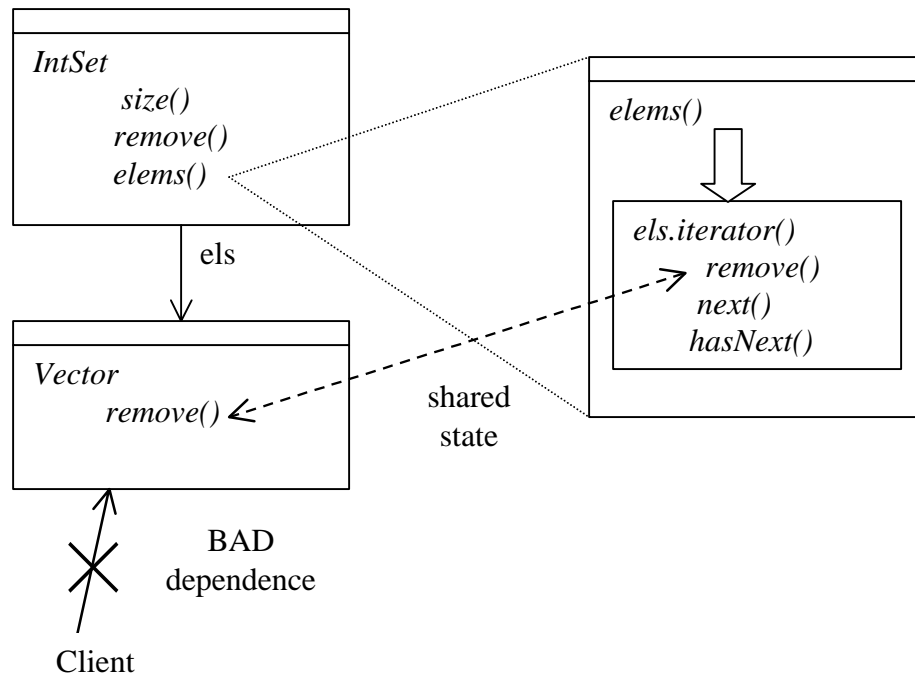 IntSet
size()
remove()
elems()
els
Vector
remove()
elems()
els.iterator()
remove()
next()
hasNext()
shared
state
BAD
dependence
Client